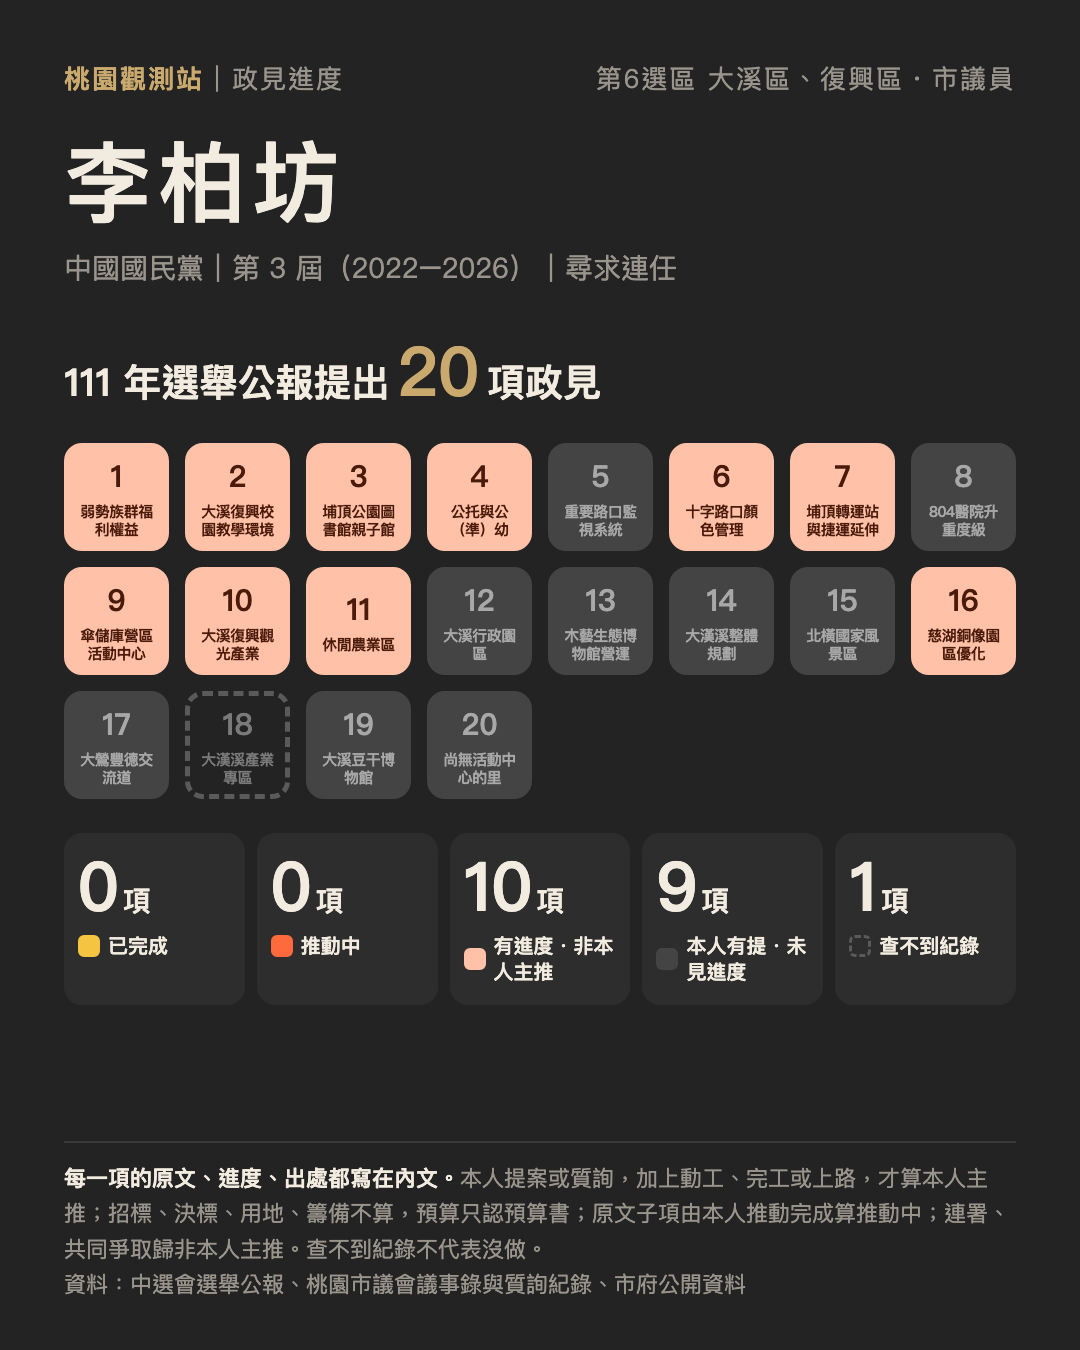 桃園觀測站｜政見進度
第6選區 大溪區、復興區・市議員
李柏坊
中國國民黨｜第 3 屆（2022—2026）｜尋求連任
111 年選舉公報提出 20 項政見
1
弱勢族群福
利權益
2
大溪復興校
園教學環境
3
埔頂公園圖
書館親子館
4
公托與公
（準）幼
5
重要路口監
視系統
6
十字路口顏
色管理
7
埔頂轉運站
與捷運延伸
8
804醫院升
重度級
9
傘儲庫營區
活動中心
10
大溪復興觀
光產業
11
休閒農業區
12
大溪行政園
區
13
木藝生態博
物館營運
14
大漢溪整體
規劃
15
北橫國家風
景區
16
慈湖銅像園
區優化
17
大鶯豐德交
流道
18
大漢溪產業
專區
19
大溪豆干博
物館
20
尚無活動中
心的里
0項
已完成
0項
推動中
10項
有進度・非本
人主推
9項
本人有提・未
見進度
1項
查不到紀錄
每一項的原文、進度、出處都寫在內文。本人提案或質詢，加上動工、完工或上路，才算本人主
推；招標、決標、用地、籌備不算，預算只認預算書；原文子項由本人推動完成算推動中；連署、
共同爭取歸非本人主推。查不到紀錄不代表沒做。
資料：中選會選舉公報、桃園市議會議事錄與質詢紀錄、市府公開資料